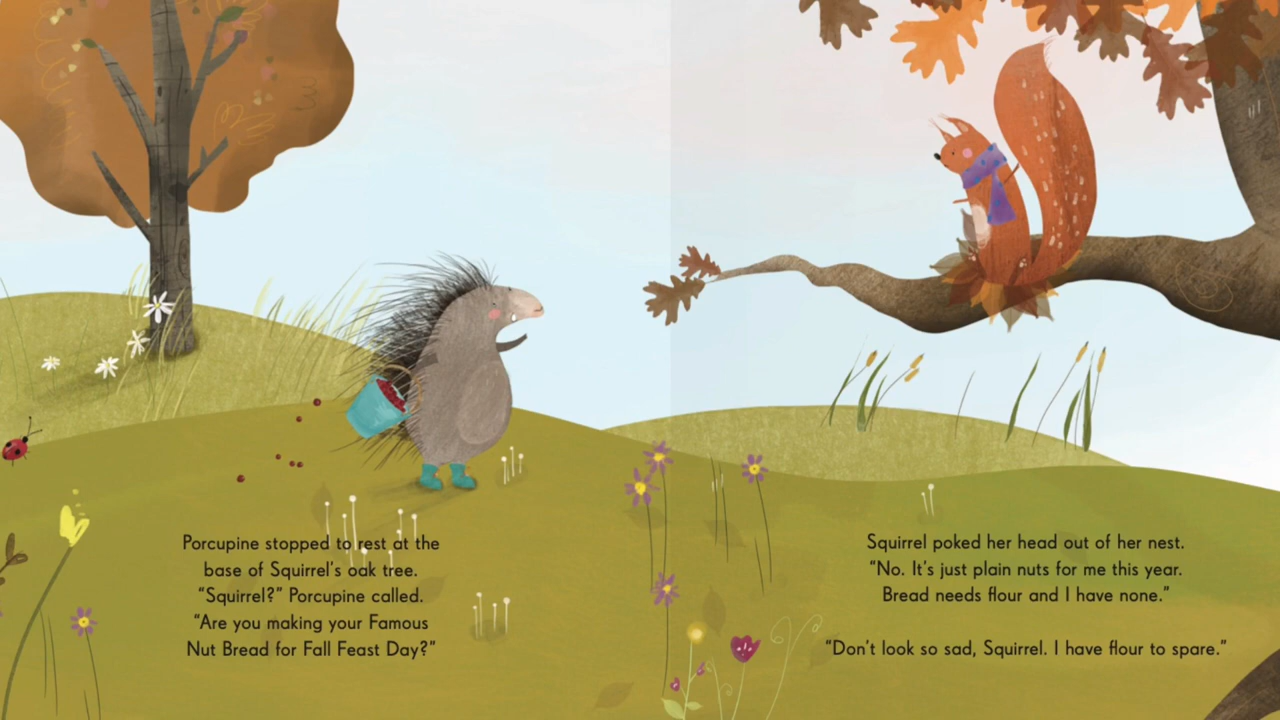 Porcupine stopped to rest at the
base of Squirrel's oak tree.
“Squirrel?” Porcupine called.
“Are you making your Famous
Nut Bread for Fall Feast Day?”
Squirrel poked her head out of her nest.
“No. It's just plain nuts for me this year.
Bread needs flour and I have none.”
“Don't look so sad, Squirrel. I have flour to spare.”